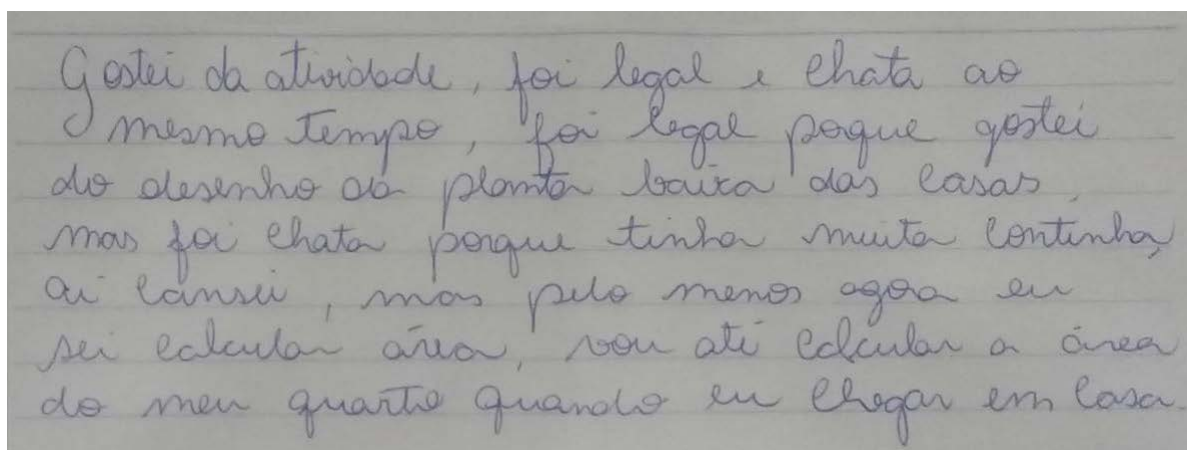 Gostei da atividade, foi legal e chata ao
mesmo tempo, foi legal poque gostei
do desenho da planta baixa das casas,
mas foi chata porque tinha muita continha,
ai cansei, mas pelo menos agora eu
sei calcular área, vou até calcular a área
do meu quarto quando eu chegar em casa.